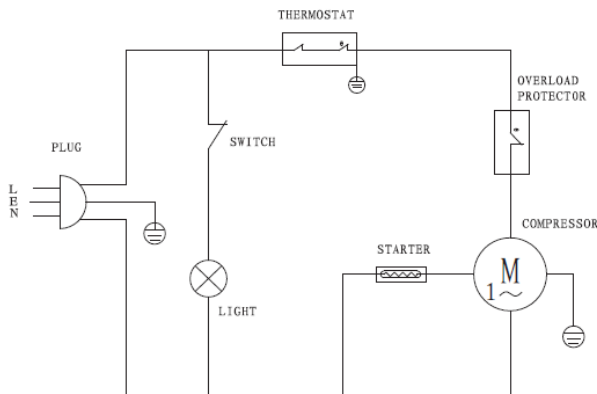 THERMOSTAT
OVERLOAD
PROTECTOR
PLUG
SWITCH
L
E
N
COMPRESSOR
STARTER
M
1~
LIGHT